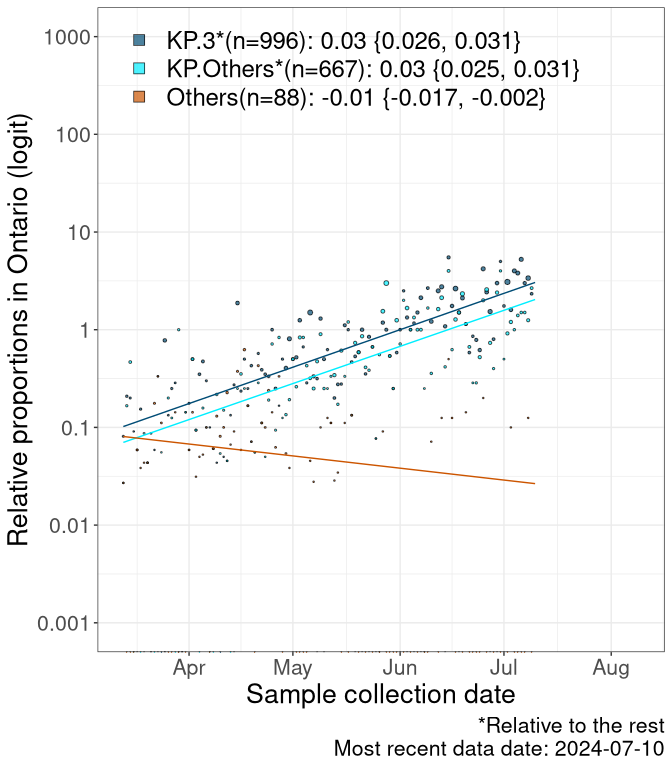 KP.3*(n=996): 0.03 {0.026, 0.031}
KP.Others*(n=667): 0.03 {0.025, 0.031}
Others(n=88): -0.01 {-0.017, -0.002}
Relative proportions in Ontario (logit)
1000
100
10
1
0.1
0.01
0.001
Apr May Jun Jul Aug
Sample collection date
*Relative to the rest
Most recent data date: 2024-07-10